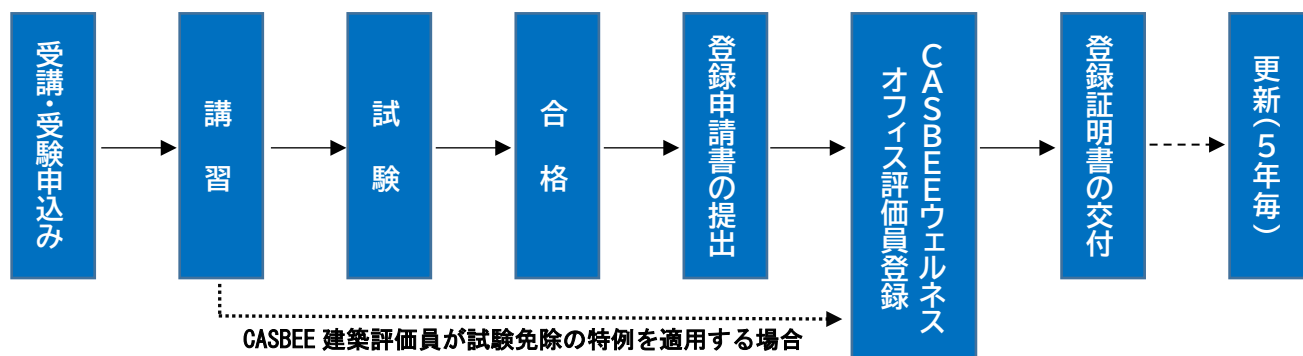 受講・受験申込み
講習
試験
合格
登録申請書の提出
ＣＡＳＢＥＥウェルネス
オフィス評価員登録
登録証明書の交付
更新(５年毎)
CASBEE 建築評価員が試験免除の特例を適用する場合